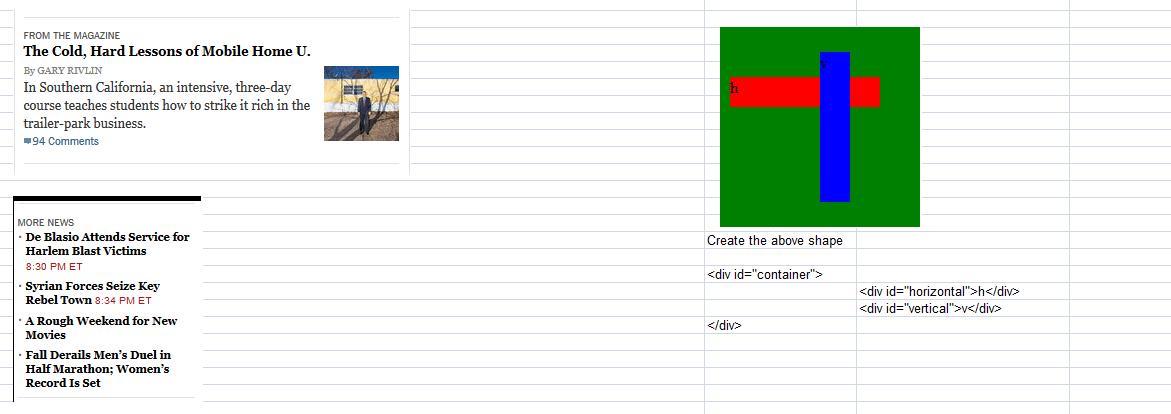 FROM THE MAGAZINE
The Cold, Hard Lessons of Mobile Home U.
By GARY RIVLIN
In Southern California, an intensive, three-day
course teaches students how to strike it rich in the
trailer-park business.
94 Comments
MORE NEWS
· De Blasio Attends Service for
Harlem Blast Victims
8:30 PM ET
· Syrian Forces Seize Key
Rebel Town 8:34 PM ET
· A Rough Weekend for New
Movies
· Fall Derails Men’s Duel in
Half Marathon; Women’s
Record Is Set
v
h
Create the above shape
<div id="container">
<div id="horizontal">h</div>
<div id="vertical">v</div>
</div>